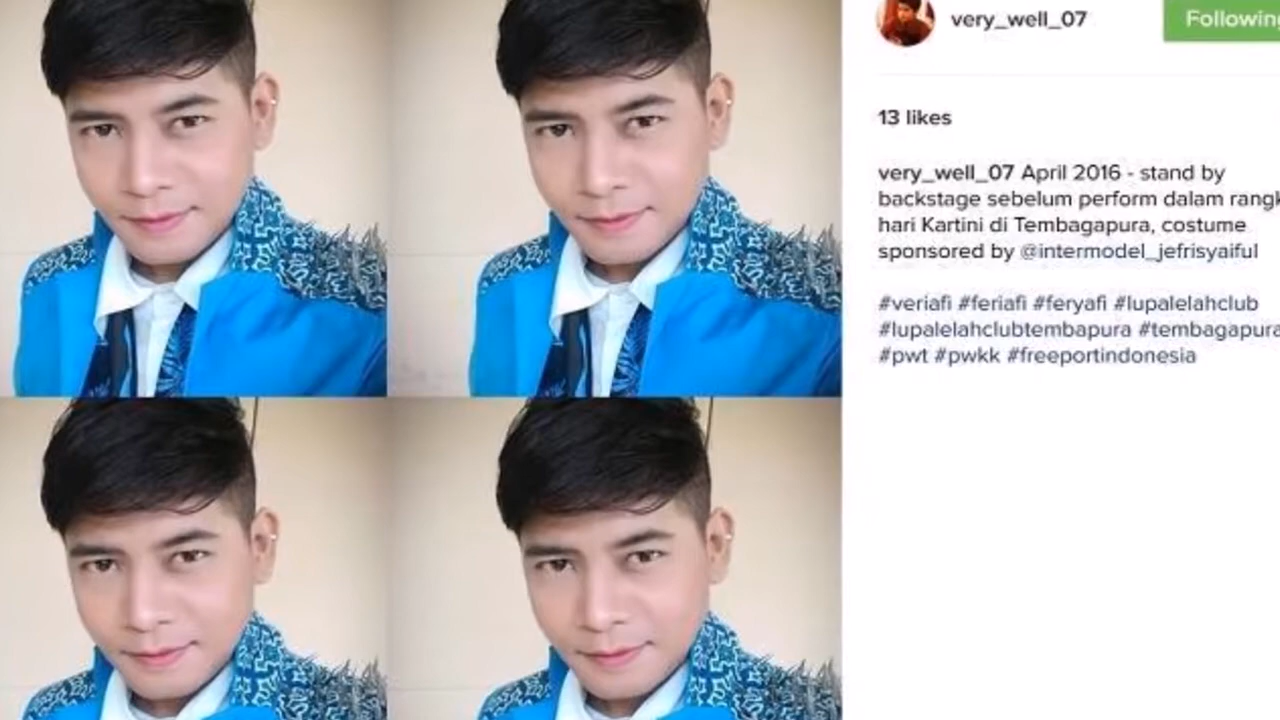 very_well_07
Following
13 likes
very_well_07 April 2016 - stand by
backstage sebelum perform dalam rangk
hari Kartini di Tembagapura, costume
sponsored by @intermodel_jefrisyaiful
#veriafi #feriafi #feryafi #lupalelahclub
#lupalelahclubtembapura #tembagapura
#pwt #pwkk #freeportindonesia